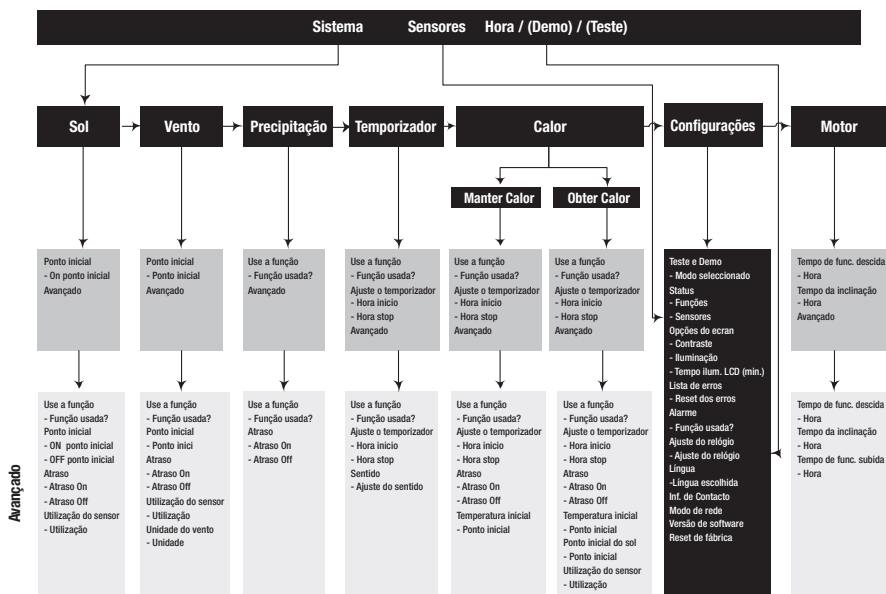 Sistema Sensores Hora / (Demo) / (Teste)
Sol Vento Precipitação Temporizador Calor Configurações Motor
Manter Calor Obter Calor
Ponto inicial
- On ponto inicial
Avançado
Ponto inicial
- Ponto inicial
Avançado
Use a função
- Função usada?
Avançado
Use a função
- Função usada?
Ajuste o temporizador
- Hora inicio
- Hora stop
Avançado
Use a função
- Função usada?
Ajuste o temporizador
- Hora inicio
- Hora stop
Avançado
Use a função
- Função usada?
Ajuste o temporizador
- Hora inicio
- Hora stop
Avançado
Teste e Demo
- Modo seleccionado
Status
- Funções
- Sensores
Opções do ecran
- Contraste
- Iluminação
- Tempo ilum. LCD (min.)
Lista de erros
- Reset dos erros
Alarme
- Função usada?
Ajuste do relógio
- Ajuste do relógio
Língua
-Língua escolhida
Inf. de Contacto
Modo de rede
Versão de software
Reset de fábrica
Tempo de func. descida
- Hora
Tempo da inclinação
- Hora
Avançado
Avançado
Use a função
- Função usada?
Ponto inicial
- ON ponto inicial
- OFF ponto inicial
Atraso
- Atraso On
- Atraso Off
Utilização do sensor
- Utilização
Use a função
- Função usada?
Ponto inicial
- Ponto inici
Atraso
- Atraso On
- Atraso Off
Utilização do sensor
- Utilização
Unidade do vento
- Unidade
Use a função
- Função usada?
Atraso
- Atraso On
- Atraso Off
Use a função
- Função usada?
Ajuste o temporizador
- Hora inicio
- Hora stop
Sentido
- Ajuste do sentido
Use a função
- Função usada?
Ajuste o temporizador
- Hora inicio
- Hora stop
Atraso
- Atraso On
- Atraso Off
Temperatura inicial
- Ponto inicial
Use a função
- Função usada?
Ajuste o temporizador
- Hora inicio
- Hora stop
Atraso
- Atraso On
- Atraso Off
Temperatura inicial
- Ponto inicial
Ponto inicial do sol
- Ponto inicial
Utilização do sensor
- Utilização
Tempo de func. descida
- Hora
Tempo da inclinação
- Hora
Tempo de func. subida
- Hora